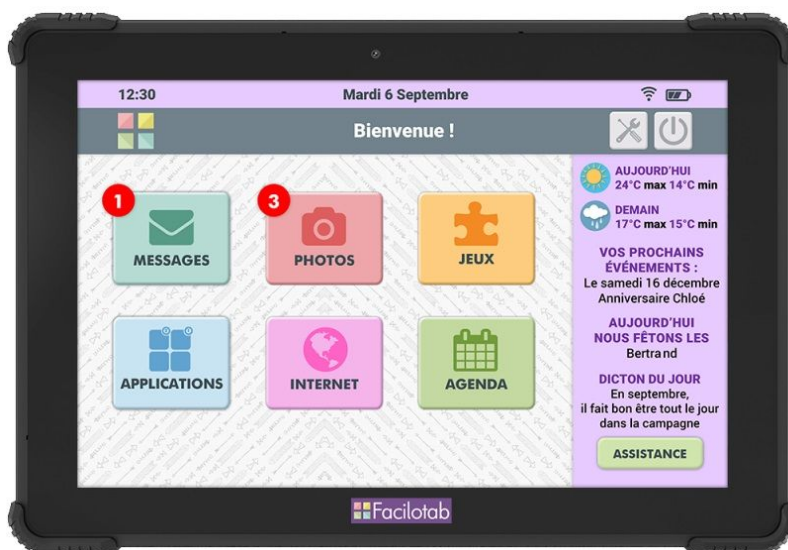 12:30
Mardi 6 Septembre
Bienvenue !
1
MESSAGES
3
PHOTOS
JEUX
APPLICATIONS
INTERNET
AGENDA
AUJOURD'HUI
24°C max 14°C min
DEMAIN
17°C max 15°C min
VOS PROCHAINS
ÉVÉNEMENTS :
Le samedi 16 décembre
Anniversaire Chloé
AUJOURD'HUI
NOUS FÊTONS LES
Bertrand
DICTON DU JOUR
En septembre,
il fait bon être tout le jour
dans la campagne
ASSISTANCE
Facilotab